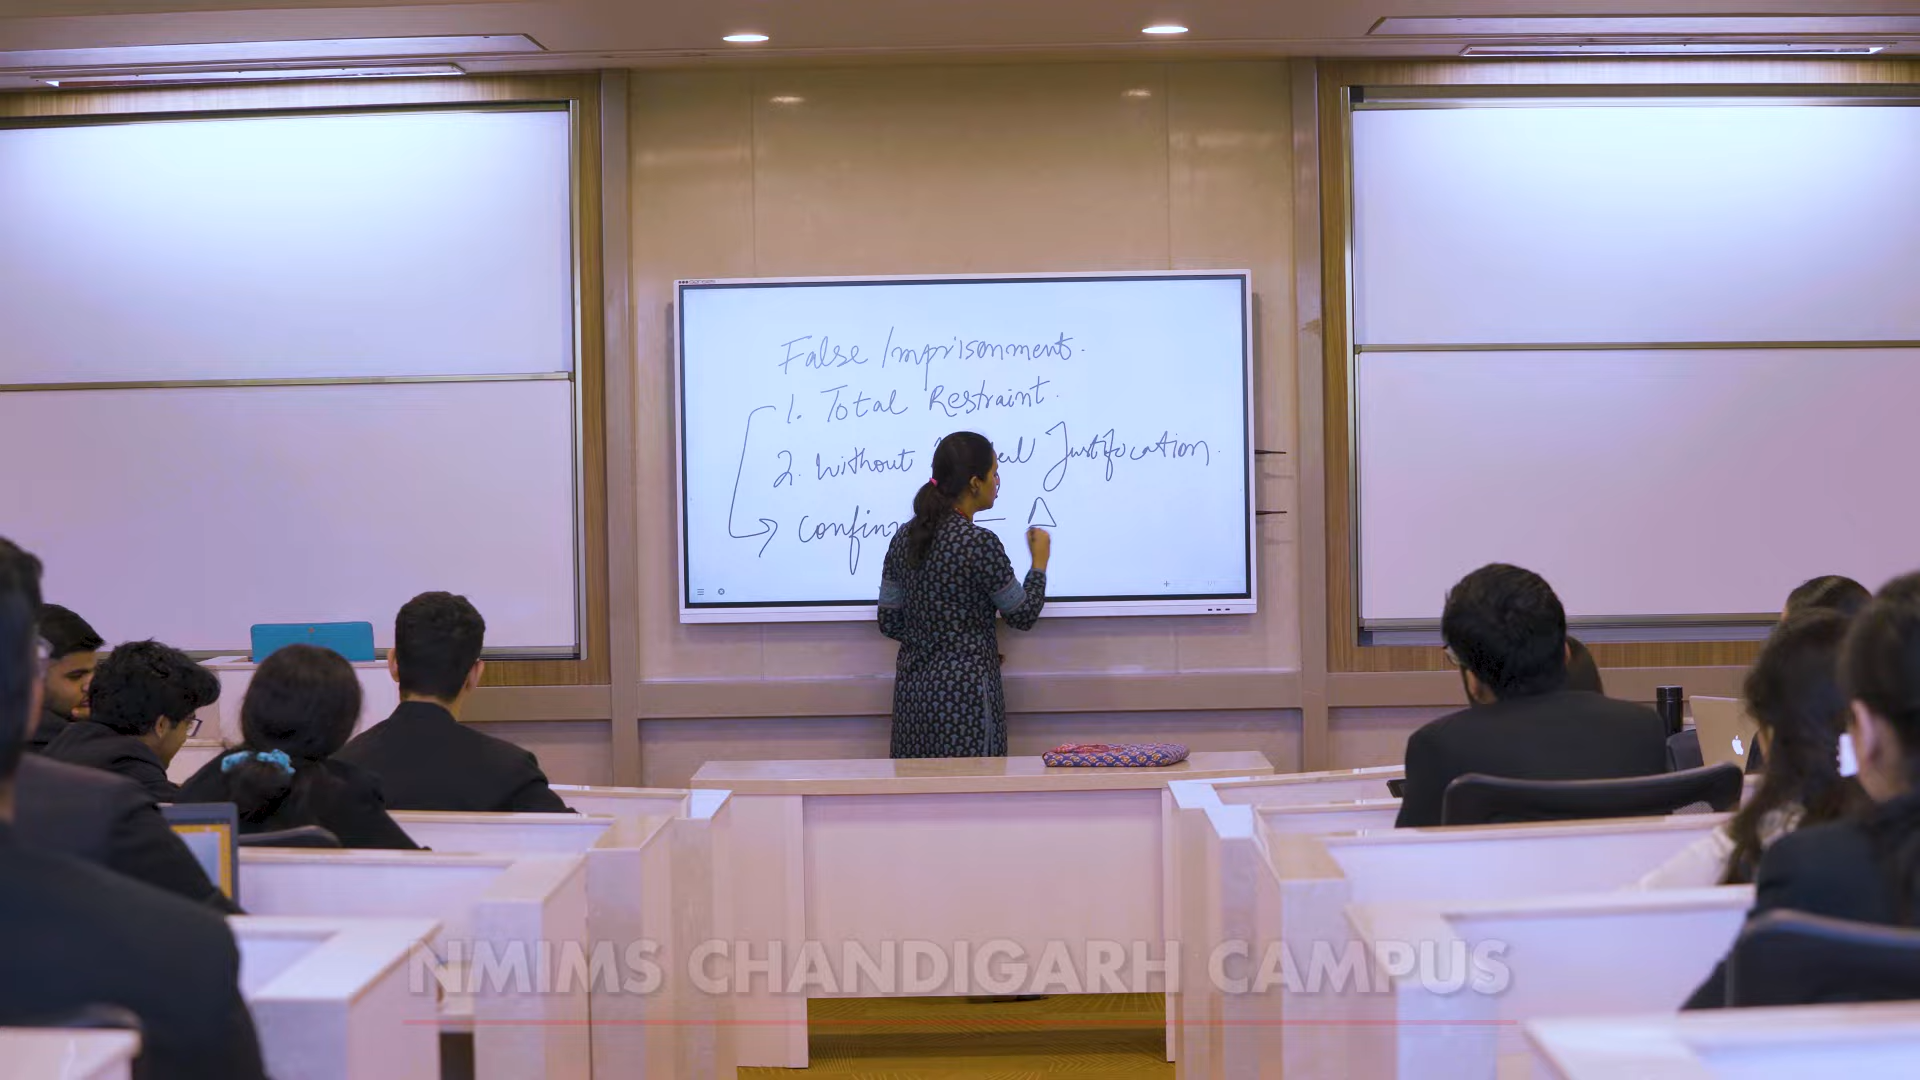 False Imprisonment.
1. Total Restraint.
2. Without Justification.
NMIMS CHANDIGARH CAMPUS